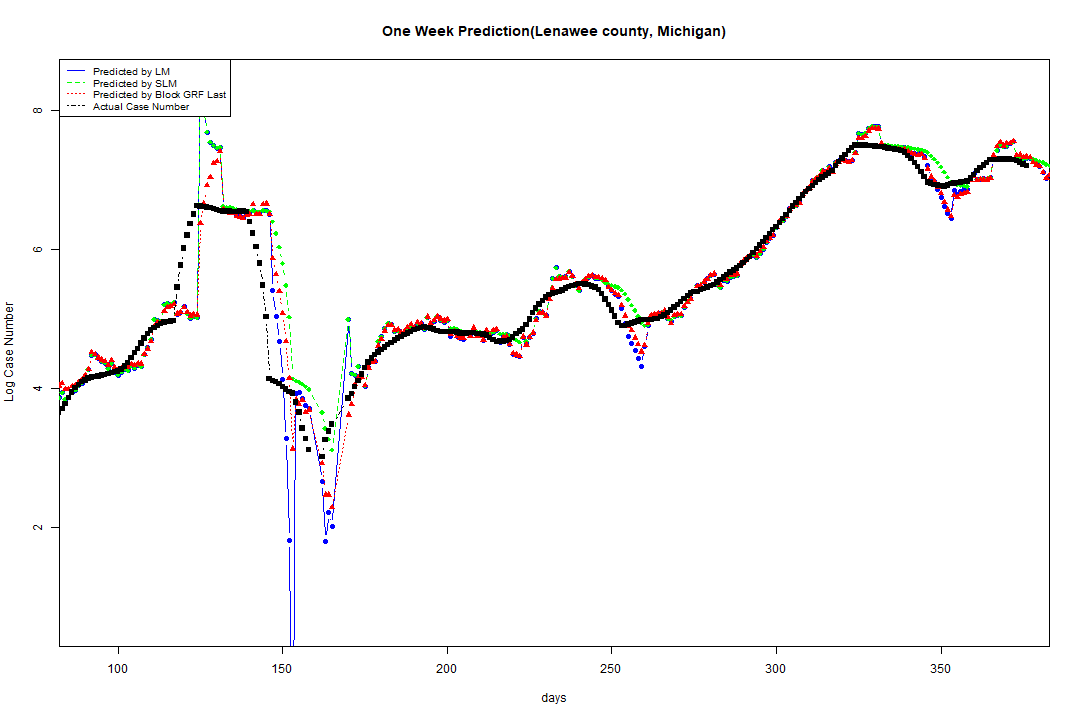 One Week Prediction(Lenawee county, Michigan)
Predicted by LM
Predicted by SLM
Predicted by Block GRF Last
Actual Case Number
8
6
4
2
Log Case Number
100 150 200 250 300 350
days